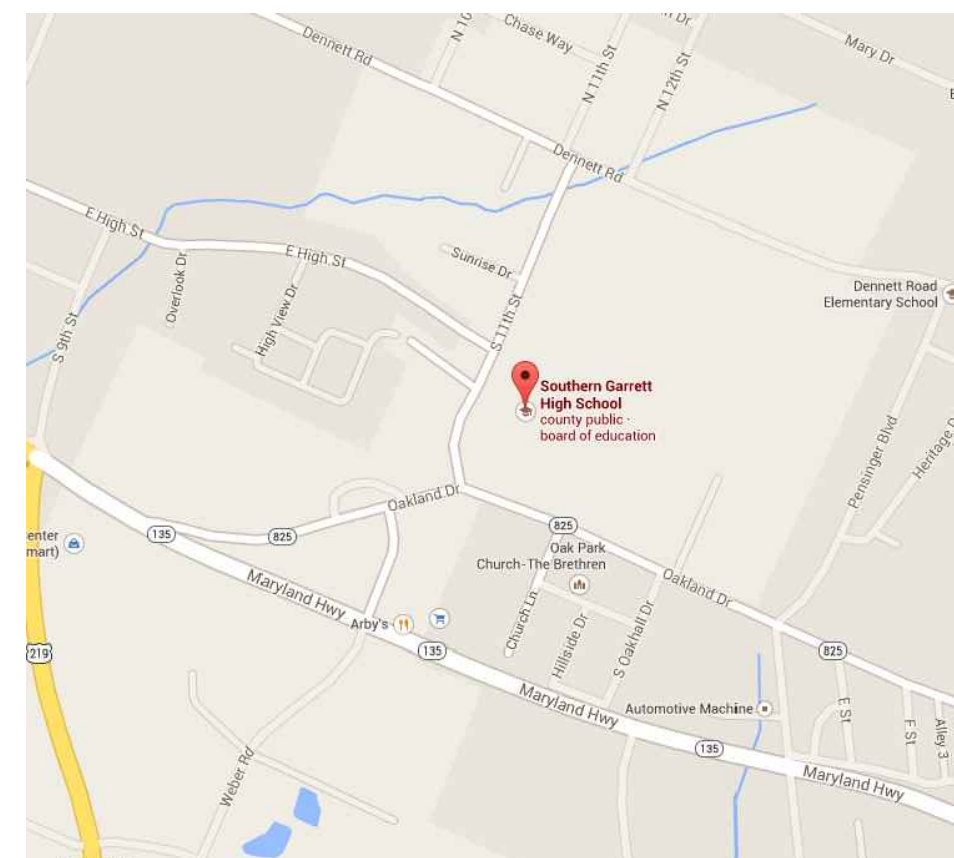 Chase Way
Dennett Rd
N 11th St
N 12th St
Mary Dr
Dennett Rd
E High St
E High St
Sunrise Dr
Overlook Dr
High View Dr
S 9th St
S 11th St
Dennett Road
Elementary School
Southern Garrett
High School
county public ·
board of education
Pensinger Blvd
Oakland Dr
825
135
825
Oak Park
Church-The Brethren
Oakland Dr
Maryland Hwy
Arby's
Church Ln
Hillside Dr
S Oakhall Dr
135
825
219
Maryland Hwy
Automotive Machine
E St
F St
Alley 3
135
Weber Rd
Maryland Hwy